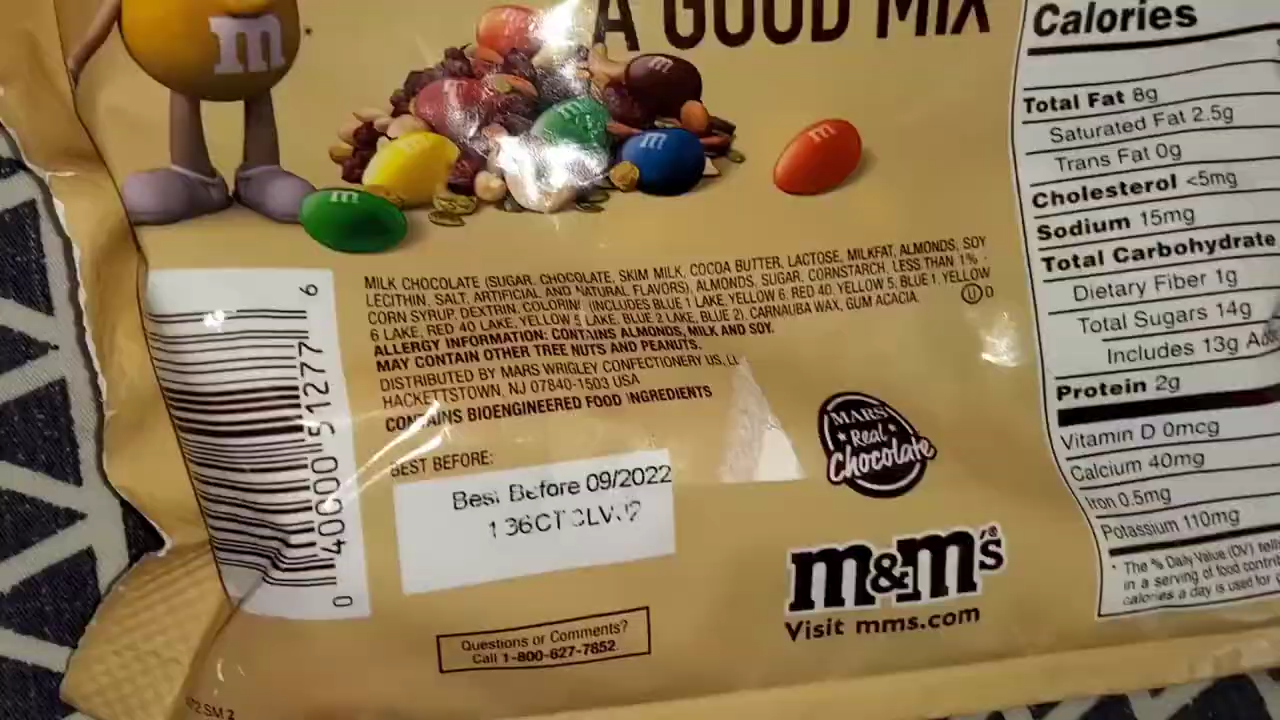 m
A GOOD MIX
MILK CHOCOLATE (SUGAR, CHOCOLATE, SKIM MILK, COCOA BUTTER, LACTOSE, MILKFAT, ALMONDS, SOY
LECITHIN, SALT, ARTIFICIAL AND NATURAL FLAVORS), ALMONDS, SUGAR, CORNSTARCH, LESS THAN 1% -
CORN SYRUP, DEXTRIN, COLORING (INCLUDES BLUE 1 LAKE, YELLOW 6, RED 40, YELLOW 5, BLUE 1, YELLOW
6 LAKE, RED 40 LAKE, YELLOW 5 LAKE, BLUE 2 LAKE, BLUE 2), CARNAUBA WAX, GUM ACACIA.
U D
ALLERGY INFORMATION: CONTAINS ALMONDS, MILK AND SOY.
MAY CONTAIN OTHER TREE NUTS AND PEANUTS.
DISTRIBUTED BY MARS WRIGLEY CONFECTIONERY US, LL
HACKETTSTOWN, NJ 07840-1503 USA
CONTAINS BIOENGINEERED FOOD INGREDIENTS
0 40000 51277 6
BEST BEFORE:
Best Before 09/2022
MARS
Real
Chocolate
m&m's®
Visit mms.com
Questions or Comments?
Call 1-800-627-7852
Calories
Total Fat 8g
Saturated Fat 2.5g
Trans Fat 0g
Cholesterol <5mg
Sodium 15mg
Total Carbohydrate
Dietary Fiber 1g
Total Sugars 14g
Includes 13g
Protein 2g
Vitamin D 0mcg
Calcium 40mg
Iron 0.5mg
Potassium 110mg
* The % Daily Value (DV) tells
in a serving of food contri
calories a day is used for